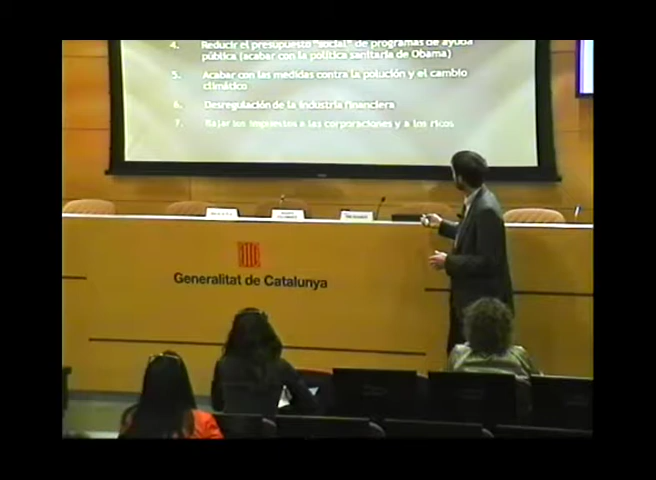 4. Reducir el presupuesto "social" de programas de ayuda
pública (acabar con la política sanitaria de Obama)
5. Acabar con las medidas contra la polución y el cambio
climático
6. Desregulación de la industria financiera
7. Bajar los impuestos a las corporaciones y a los ricos
Generalitat de Catalunya